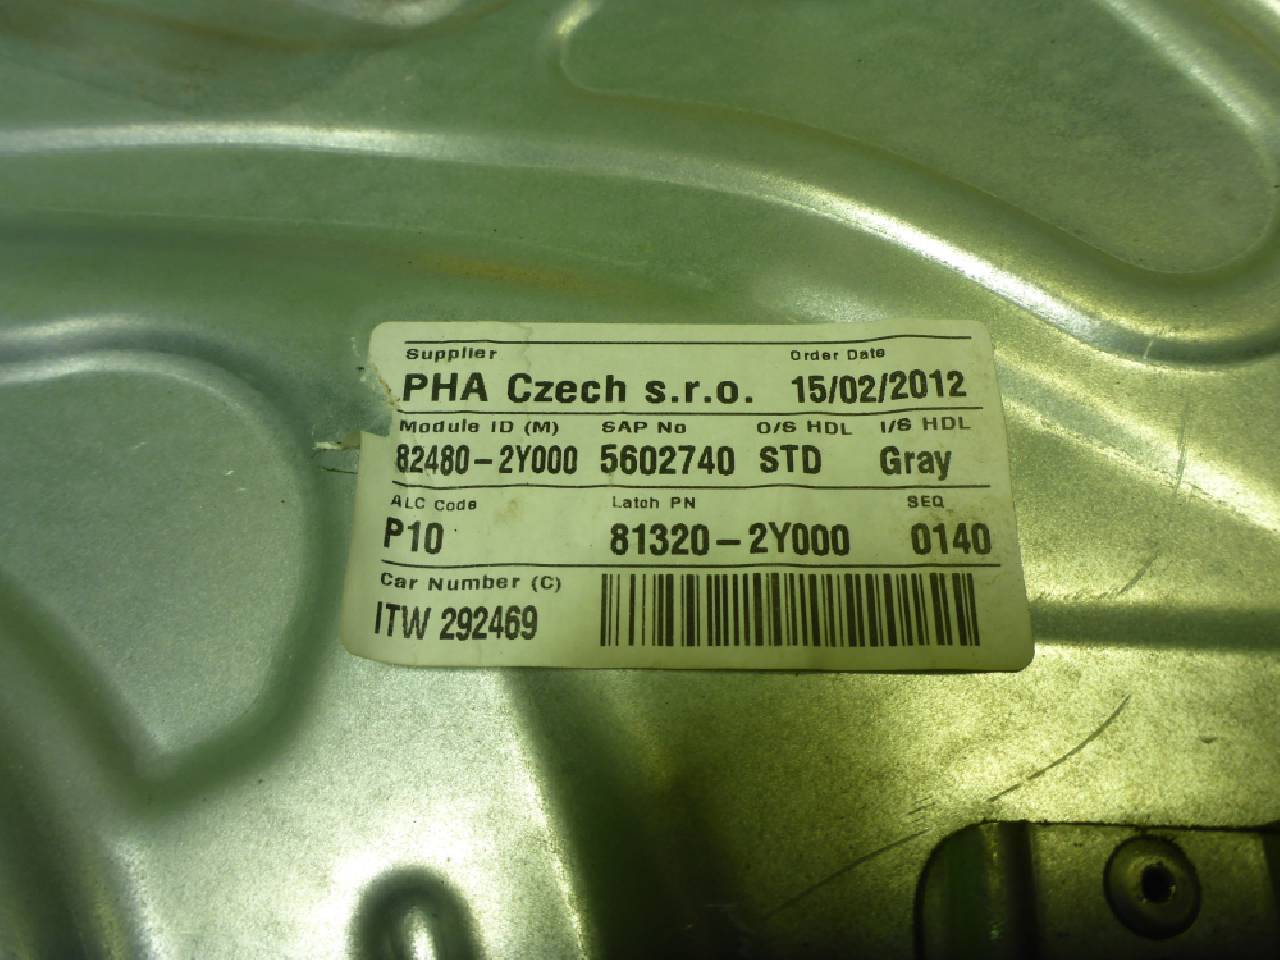 Supplier Order Date
PHA Czech s.r.o. 15/02/2012
Module ID (M) SAP No O/S HDL I/S HDL
82480-2Y000 5602740 STD Gray
ALC Code Latch PN SEQ
P10 81320-2Y000 0140
Car Number (C)
ITW 292469